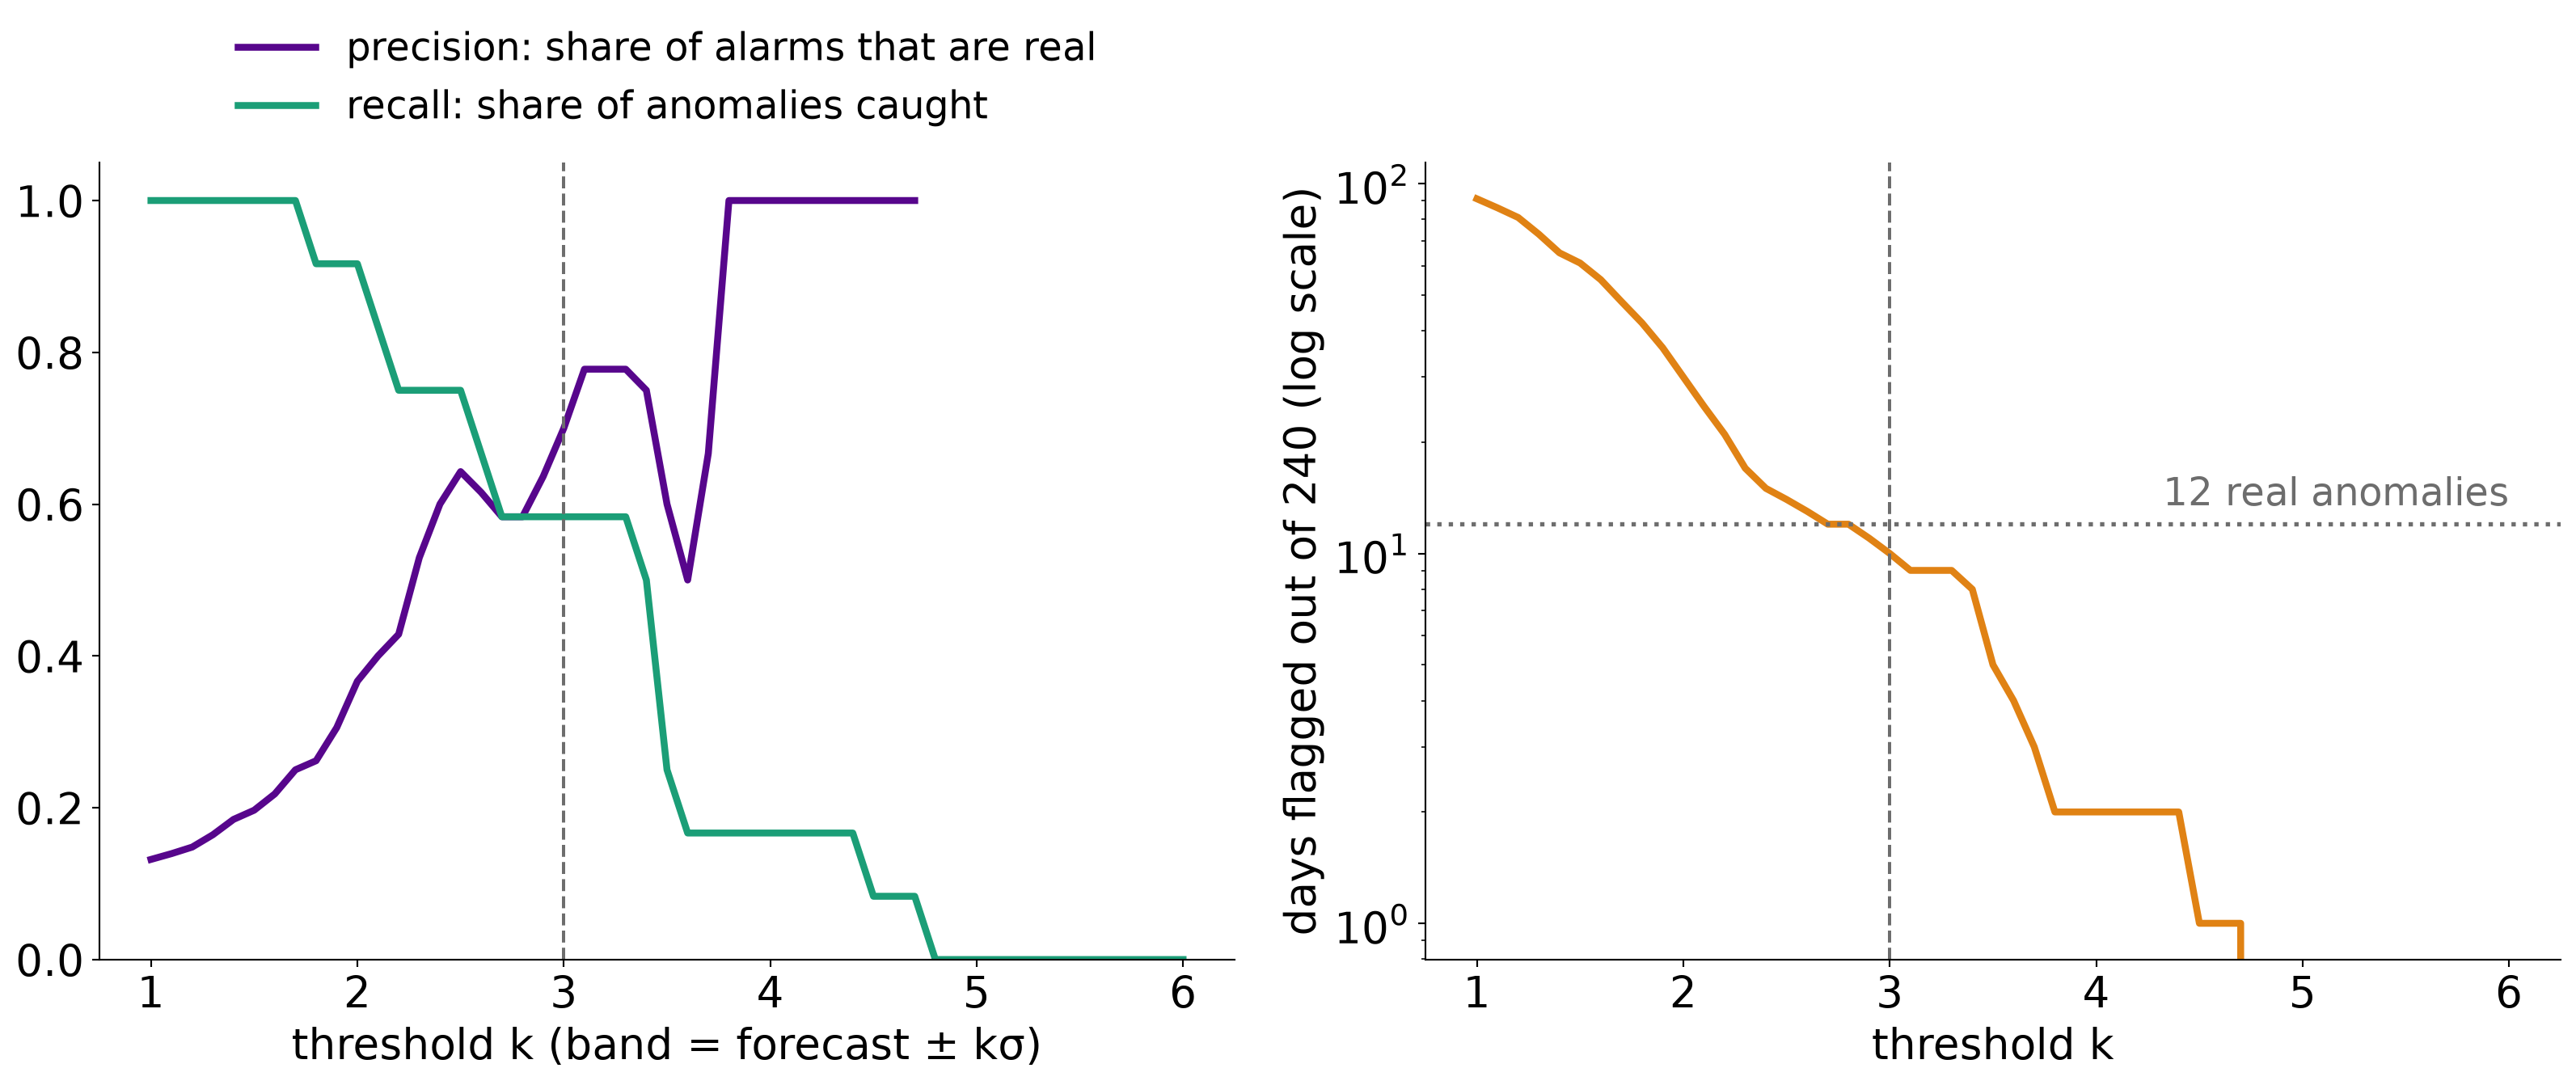 precision: share of alarms that are real
recall: share of anomalies caught
1.0
0.8
0.6
0.4
0.2
0.0
1 2 3 4 5 6
threshold k (band = forecast ± kσ)
days flagged out of 240 (log scale)
10²
10¹
10⁰
12 real anomalies
1 2 3 4 5 6
threshold k